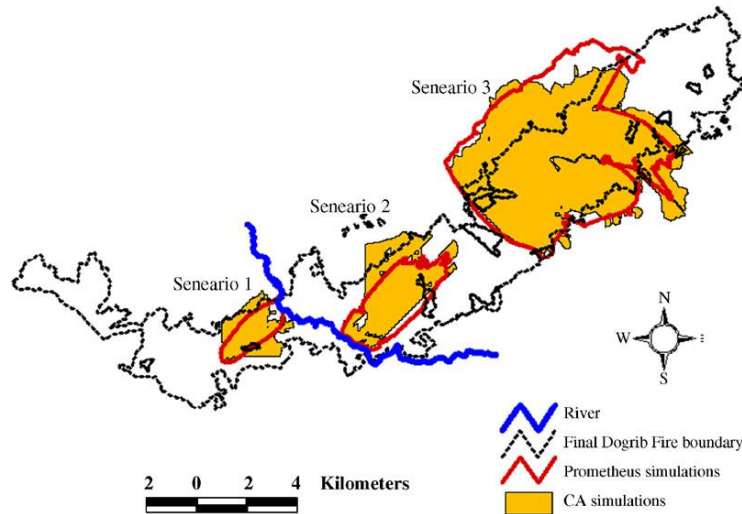 Seneario 3
Seneario 2
Seneario 1
N
W
E
S
River
Final Dogrib Fire boundary
Prometheus simulations
CA simulations
2 0 2 4 Kilometers